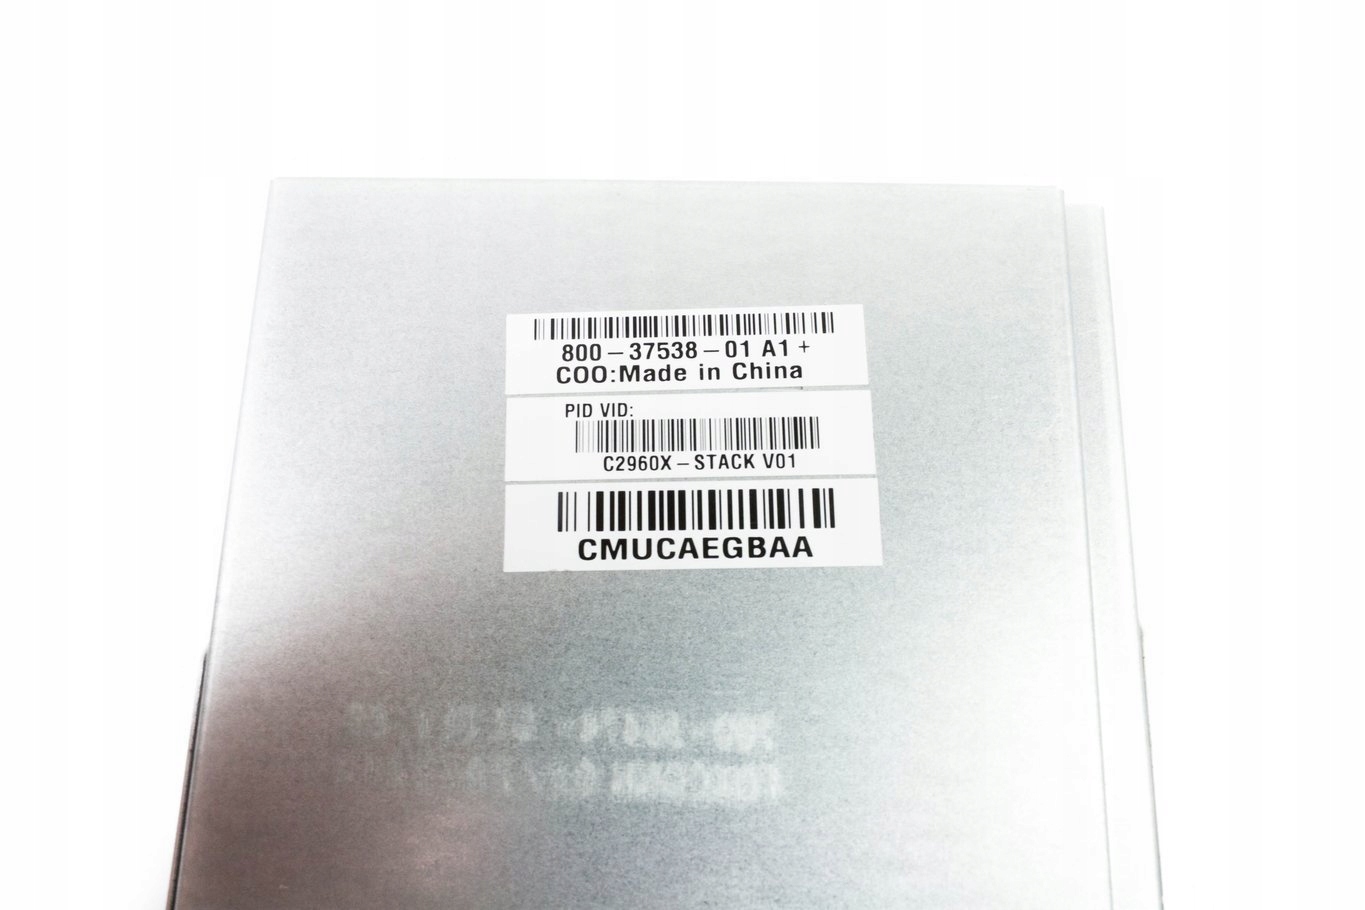 800-37538-01 A1+
COO:Made in China
PID VID:
C2960X-STACK V01
CMUCAEGBAA